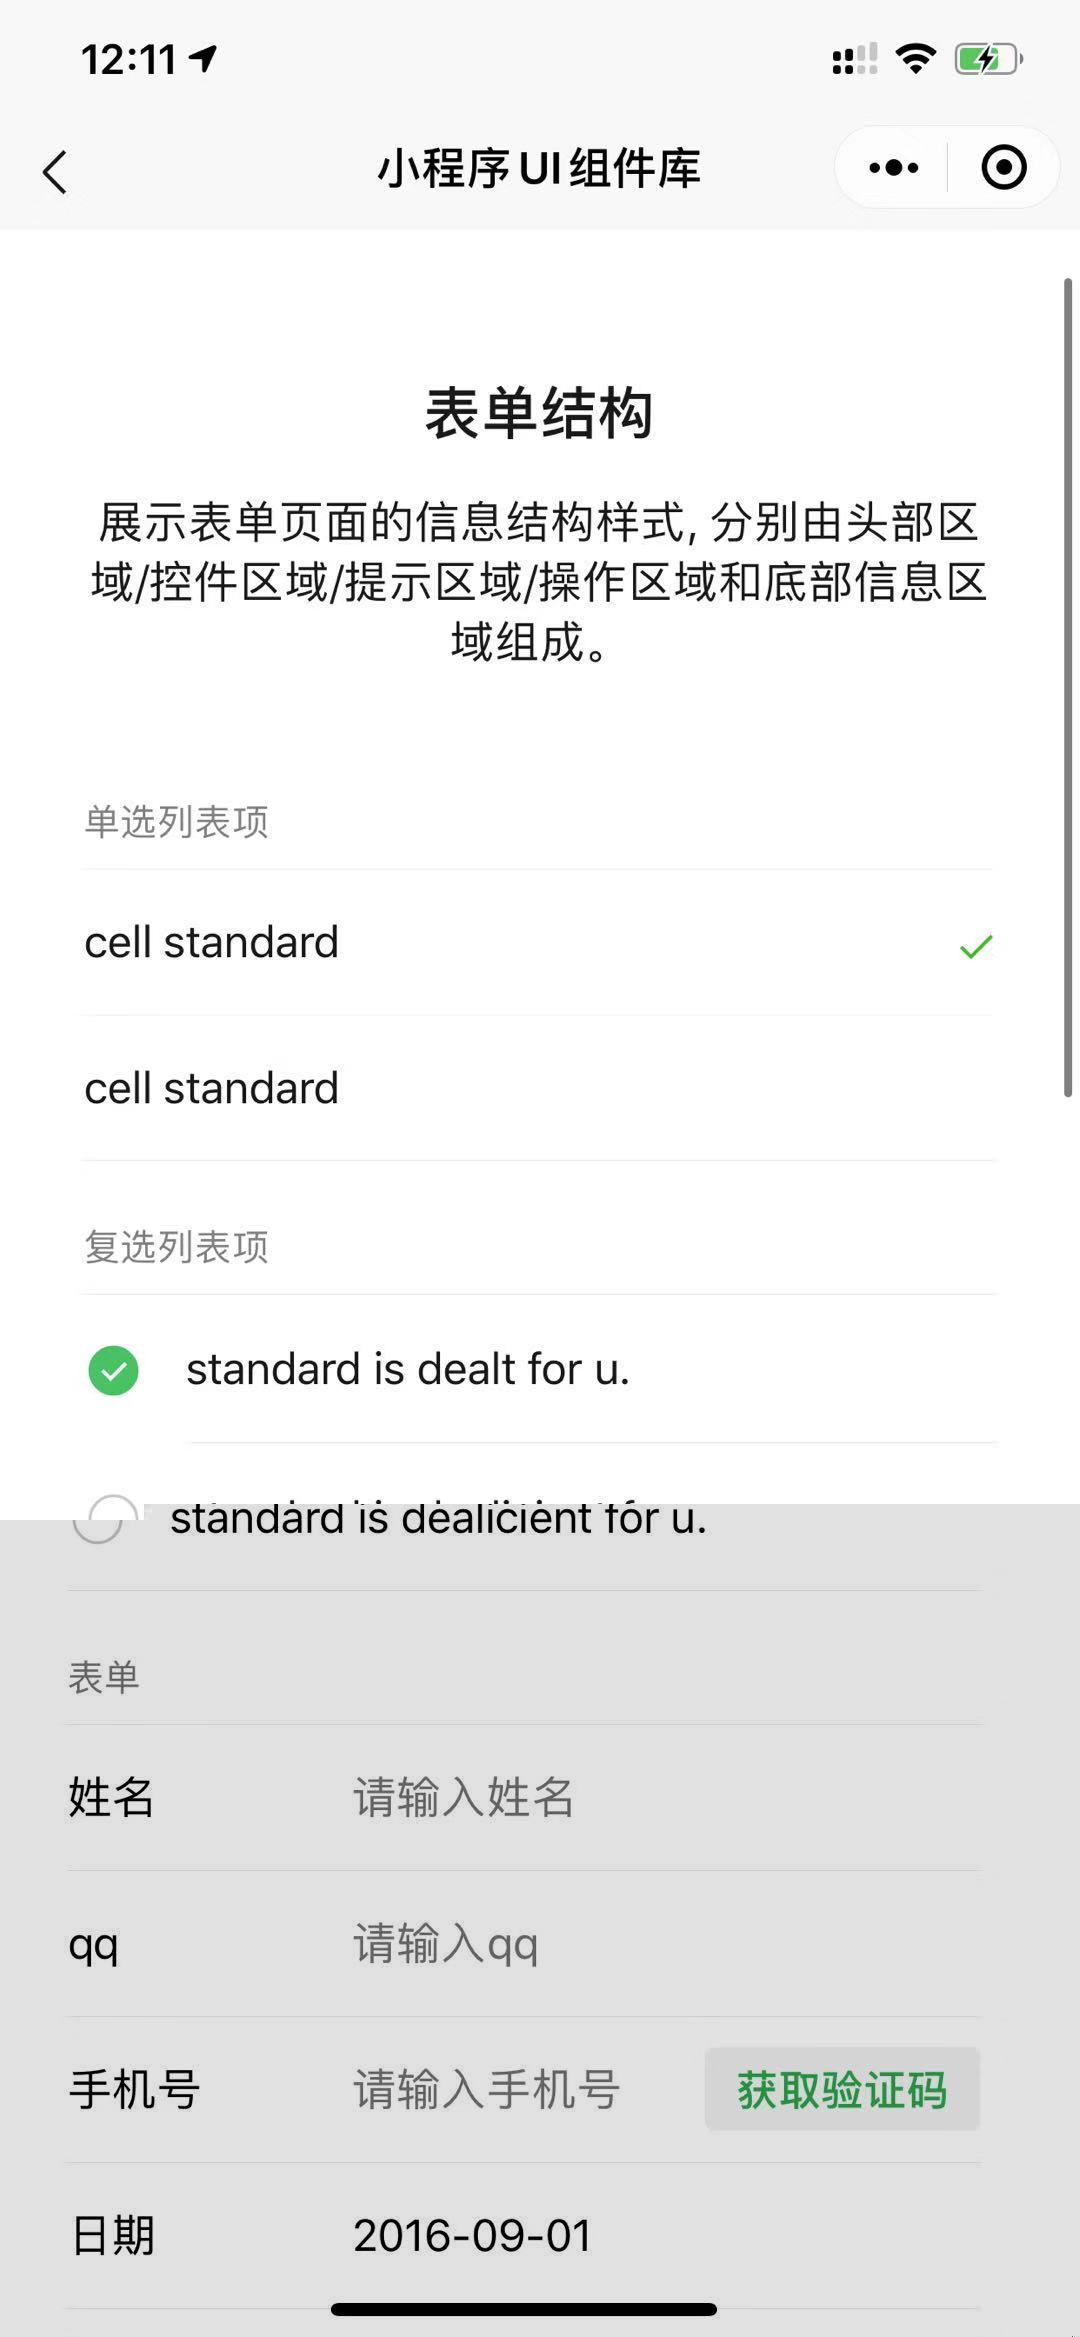 12:11
小程序UI组件库
表单结构
展示表单页面的信息结构样式, 分别由头部区
域/控件区域/提示区域/操作区域和底部信息区
域组成。
单选列表项
cell standard
cell standard
复选列表项
standard is dealt for u.
standard is dealicient for u.
表单
姓名 请输入姓名
qq 请输入qq
手机号 请输入手机号 获取验证码
日期 2016-09-01